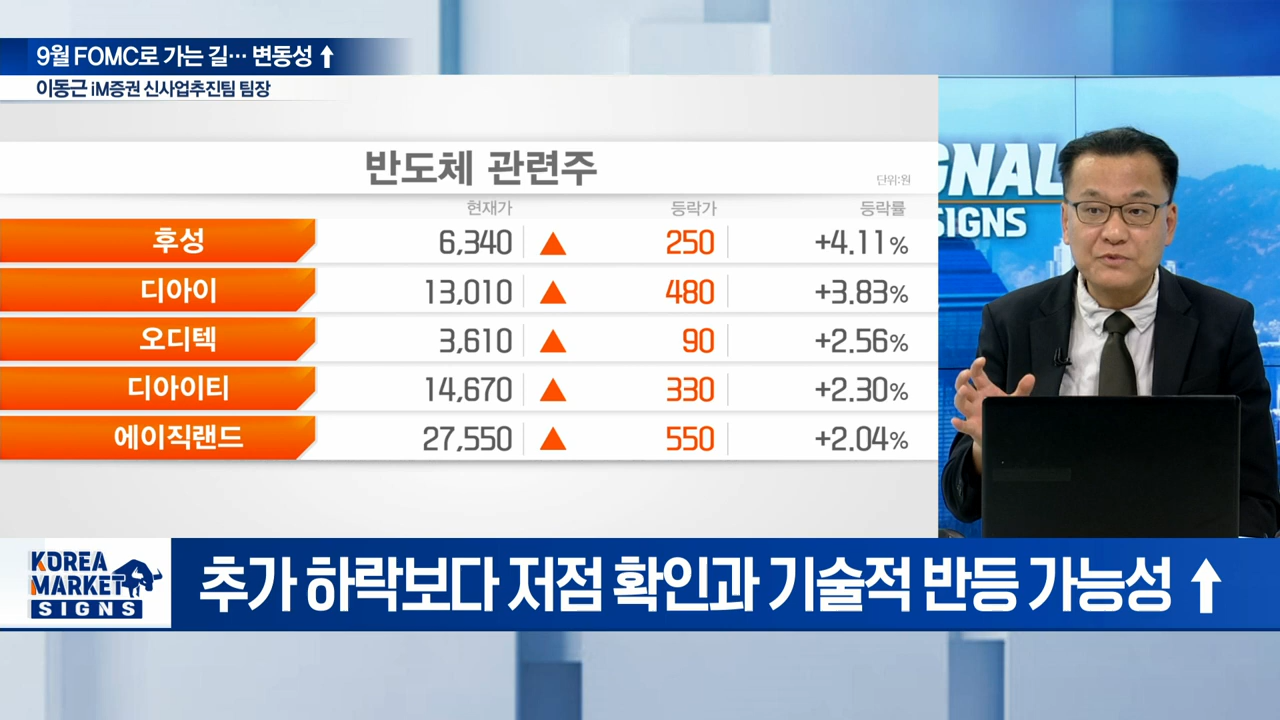 9월 FOMC로 가는 길… 변동성 ↑
이동근 iM증권 신사업추진팀 팀장
반도체 관련주
단위:원
현재가 등락가 등락률
후성 6,340 ▲ 250 +4.11%
디아이 13,010 ▲ 480 +3.83%
오디텍 3,610 ▲ 90 +2.56%
디아이티 14,670 ▲ 330 +2.30%
에이직랜드 27,550 ▲ 550 +2.04%
GNAL
SIGNS
KOREA
MARKET
SIGNS
추가 하락보다 저점 확인과 기술적 반등 가능성 ↑